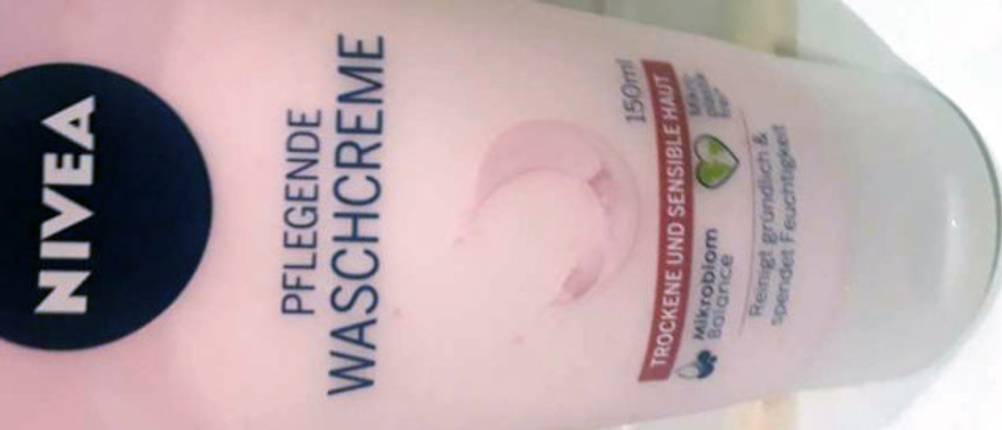 NIVEA
PFLEGENDE
WASCHCREME
150ml
TROCKENE UND SENSIBLE HAUT
Mikrobiom
Balance
Reinigt gründlich &
spendet Feuchtigkeit